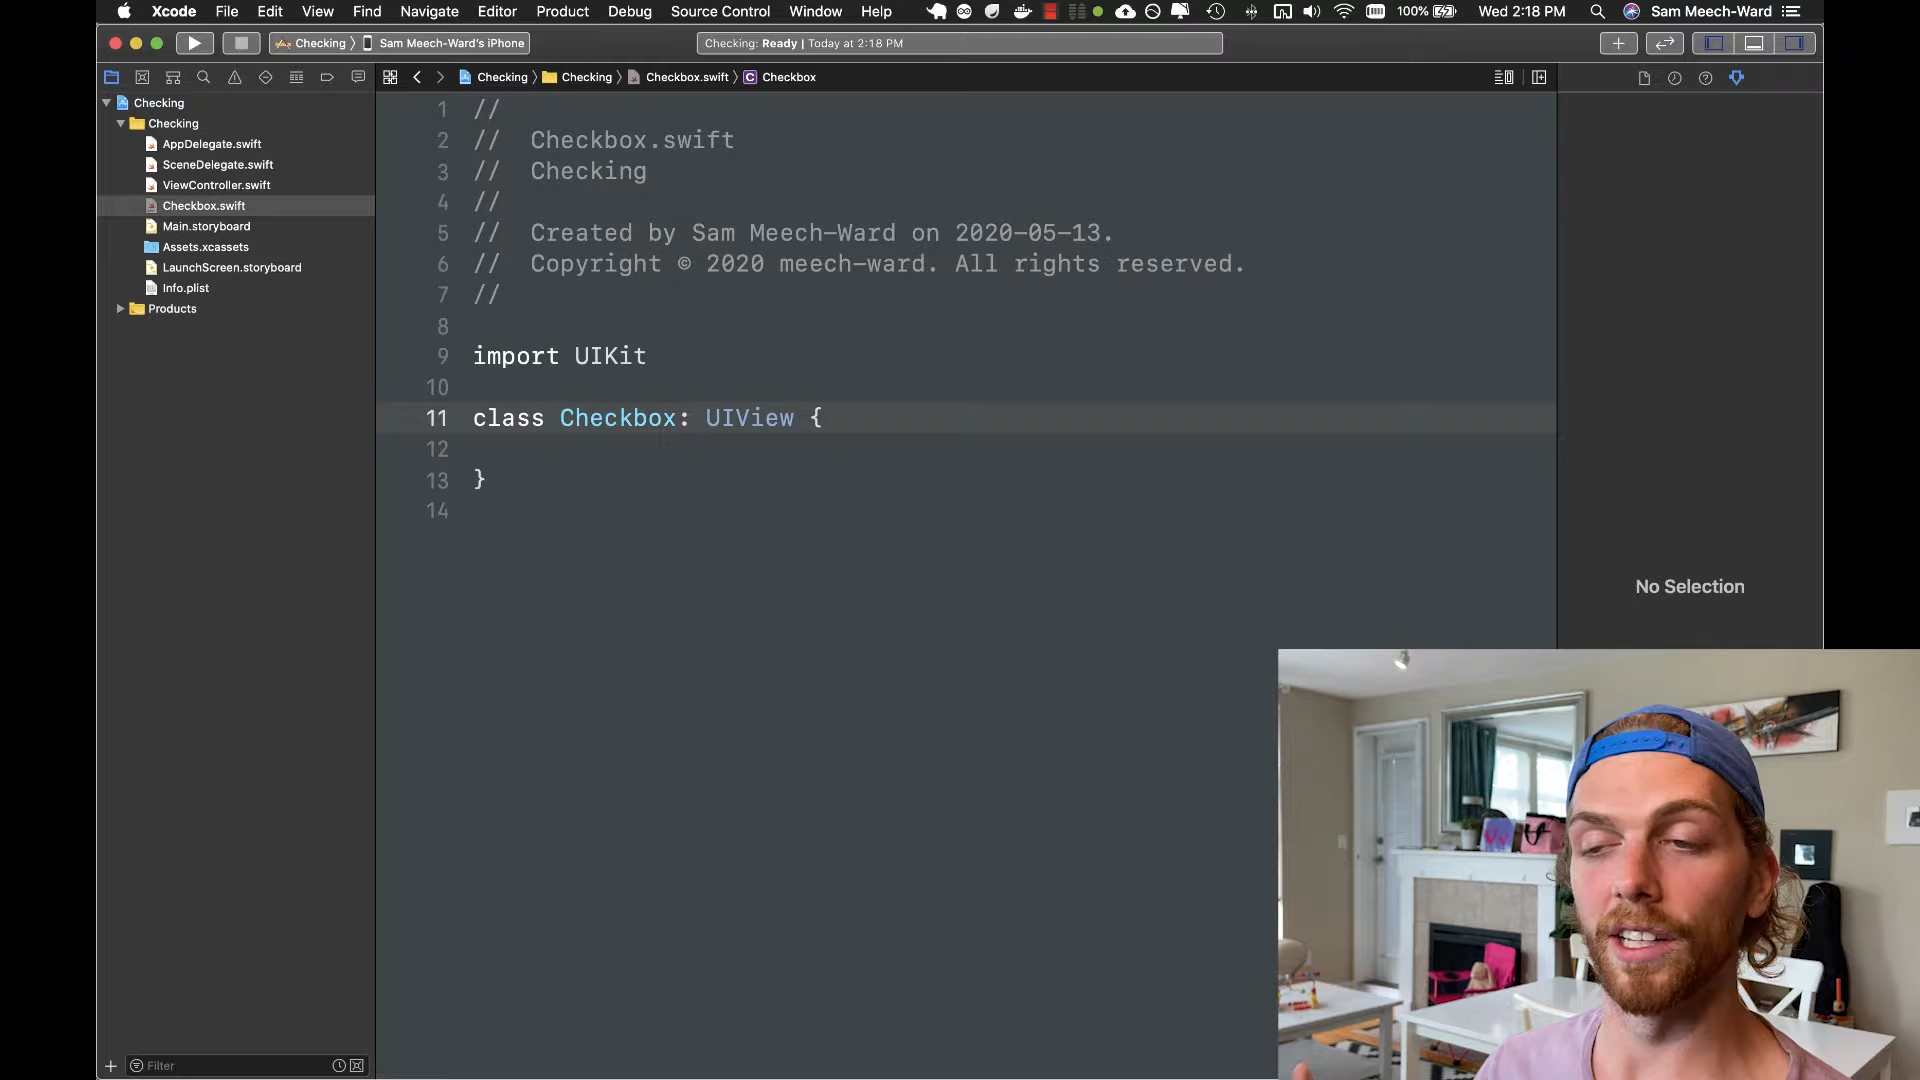 Xcode File Edit View Find Navigate Editor Product Debug Source Control Window Help 100% Wed 2:18 PM Sam Meech-Ward
Checking Sam Meech-Ward's iPhone Checking: Ready | Today at 2:18 PM
Checking Checking Checkbox.swift C Checkbox
Checking
Checking
AppDelegate.swift
SceneDelegate.swift
ViewController.swift
Checkbox.swift
Main.storyboard
Assets.xcassets
LaunchScreen.storyboard
Info.plist
Products
1 //
2 // Checkbox.swift
3 // Checking
4 //
5 // Created by Sam Meech-Ward on 2020-05-13.
6 // Copyright © 2020 meech-ward. All rights reserved.
7 //
8
9 import UIKit
10
11 class Checkbox: UIView {
12
13 }
14
No Selection
Filter